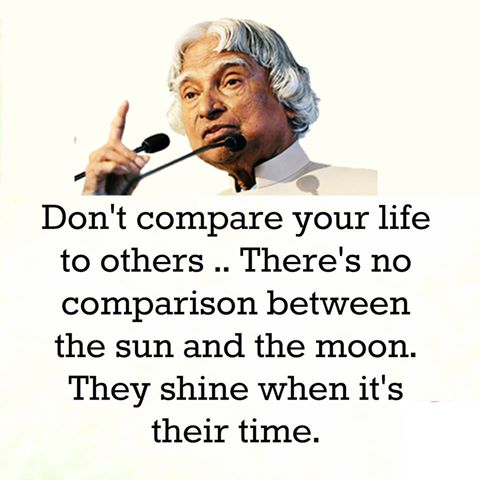 Don't compare your life
to others .. There's no
comparison between
the sun and the moon.
They shine when it's
their time.